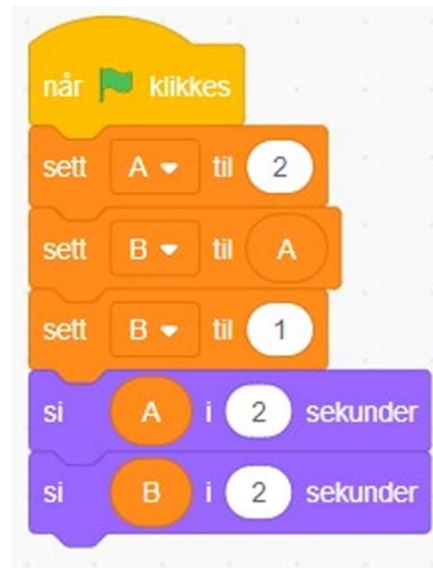 når klikkes
sett A til 2
sett B til A
sett B til 1
si A i 2 sekunder
si B i 2 sekunder